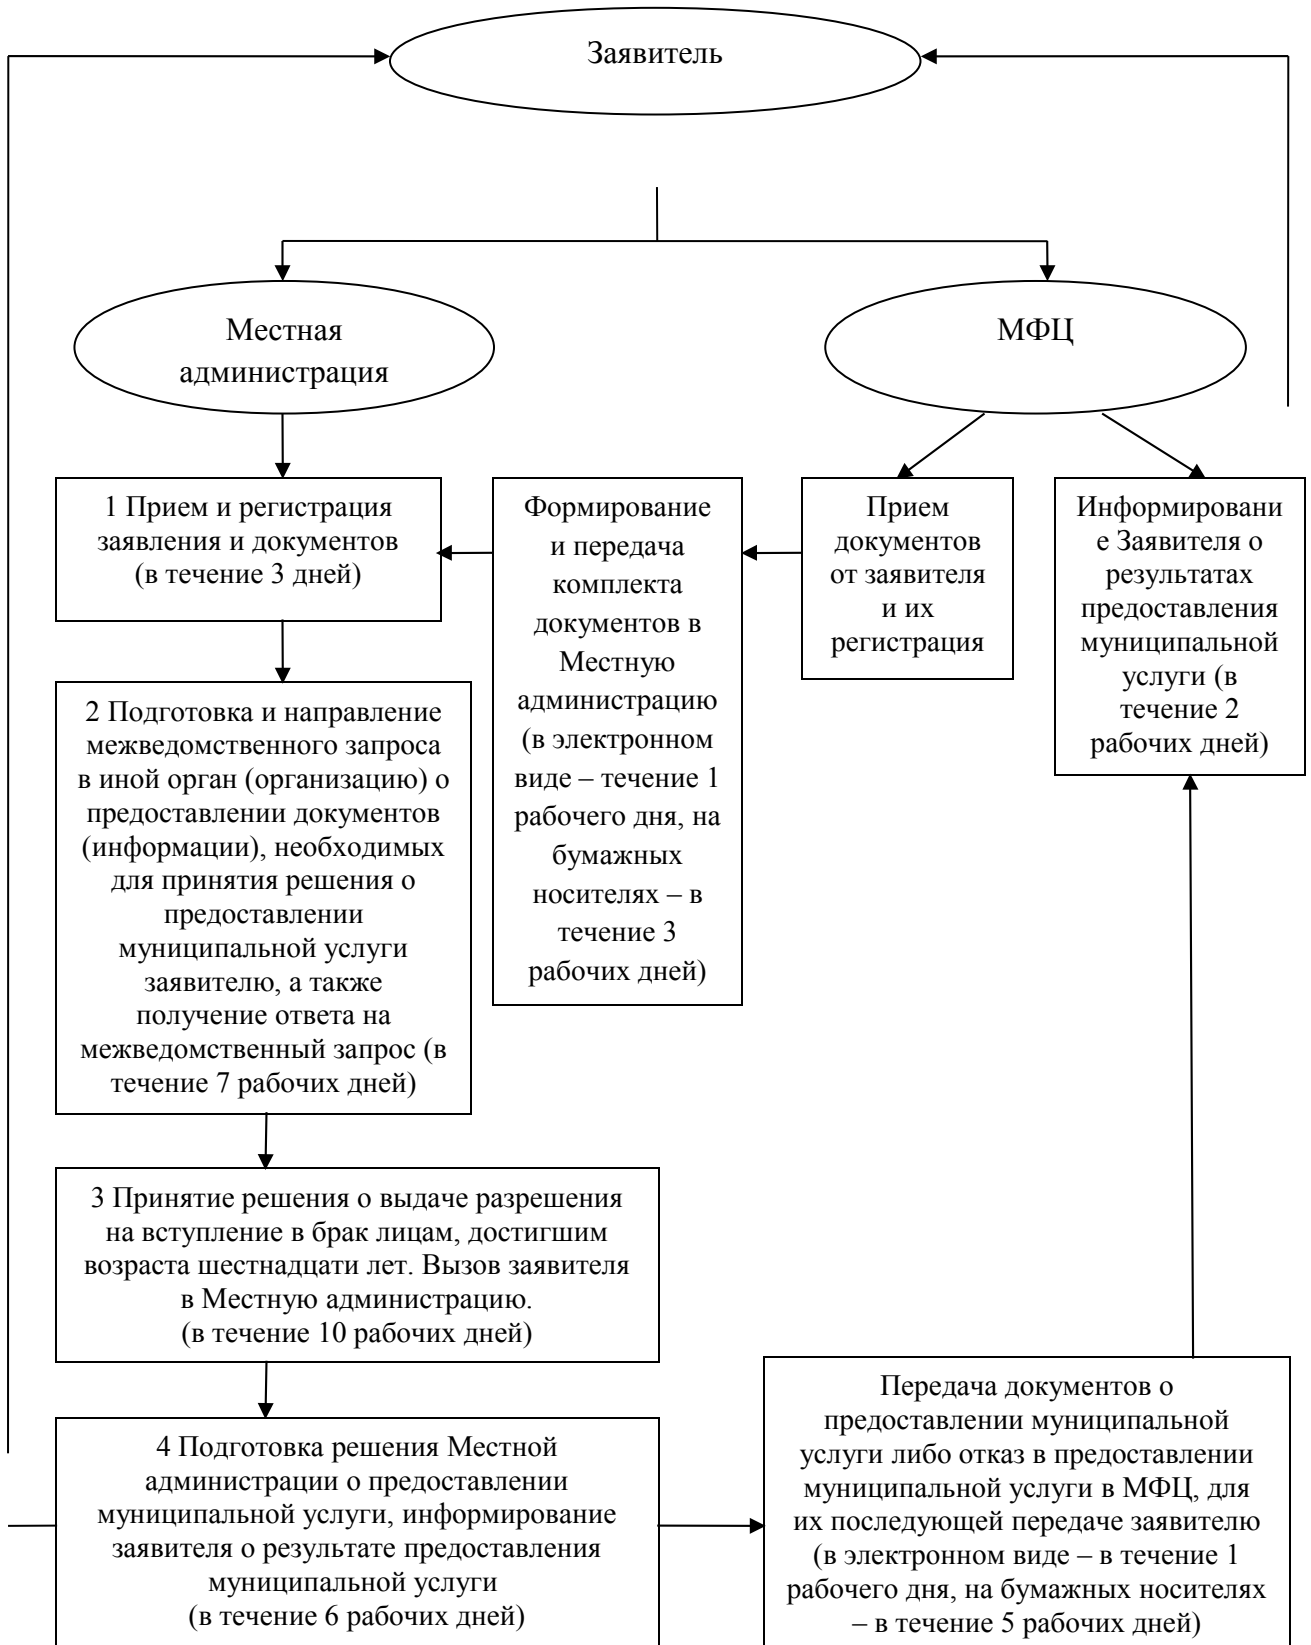 Заявитель
Местная
администрация
МФЦ
1 Прием и регистрация
заявления и документов
(в течение 3 дней)
Формирование
и передача
комплекта
документов в
Местную
администрацию
(в электронном
виде – течение 1
рабочего дня, на
бумажных
носителях – в
течение 3
рабочих дней)
Прием
документов
от заявителя
и их
регистрация
Информировани
е Заявителя о
результатах
предоставления
муниципальной
услуги (в
течение 2
рабочих дней)
2 Подготовка и направление
межведомственного запроса
в иной орган (организацию) о
предоставлении документов
(информации), необходимых
для принятия решения о
предоставлении
муниципальной услуги
заявителю, а также
получение ответа на
межведомственный запрос (в
течение 7 рабочих дней)
3 Принятие решения о выдаче разрешения
на вступление в брак лицам, достигшим
возраста шестнадцати лет. Вызов заявителя
в Местную администрацию.
(в течение 10 рабочих дней)
4 Подготовка решения Местной
администрации о предоставлении
муниципальной услуги, информирование
заявителя о результате предоставления
муниципальной услуги
(в течение 6 рабочих дней)
Передача документов о
предоставлении муниципальной
услуги либо отказ в предоставлении
муниципальной услуги в МФЦ, для
их последующей передаче заявителю
(в электронном виде – в течение 1
рабочего дня, на бумажных носителях
– в течение 5 рабочих дней)